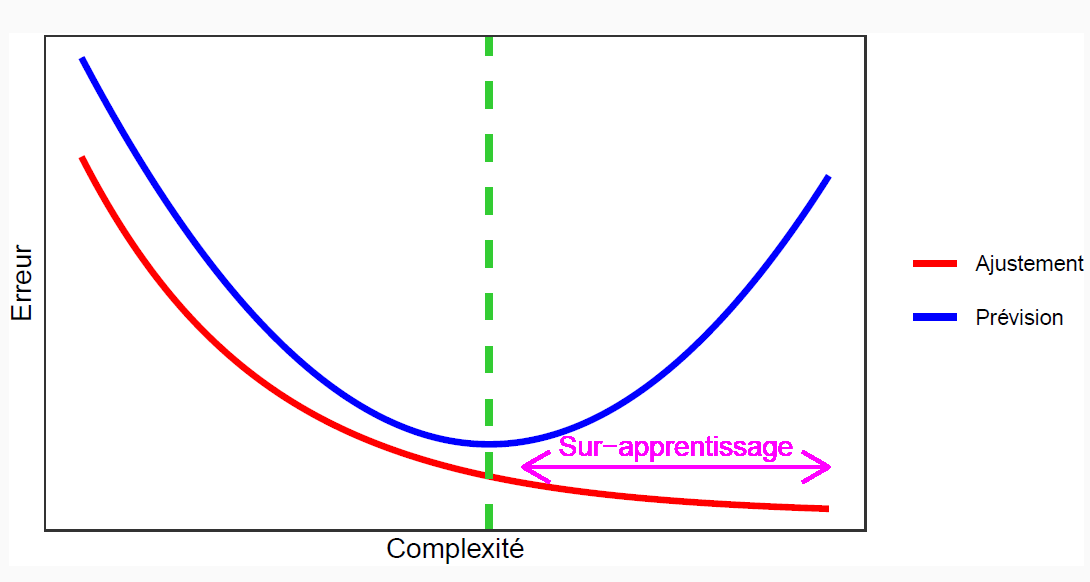 Erreur
Ajustement
Prévision
Sur-apprentissage
Complexité